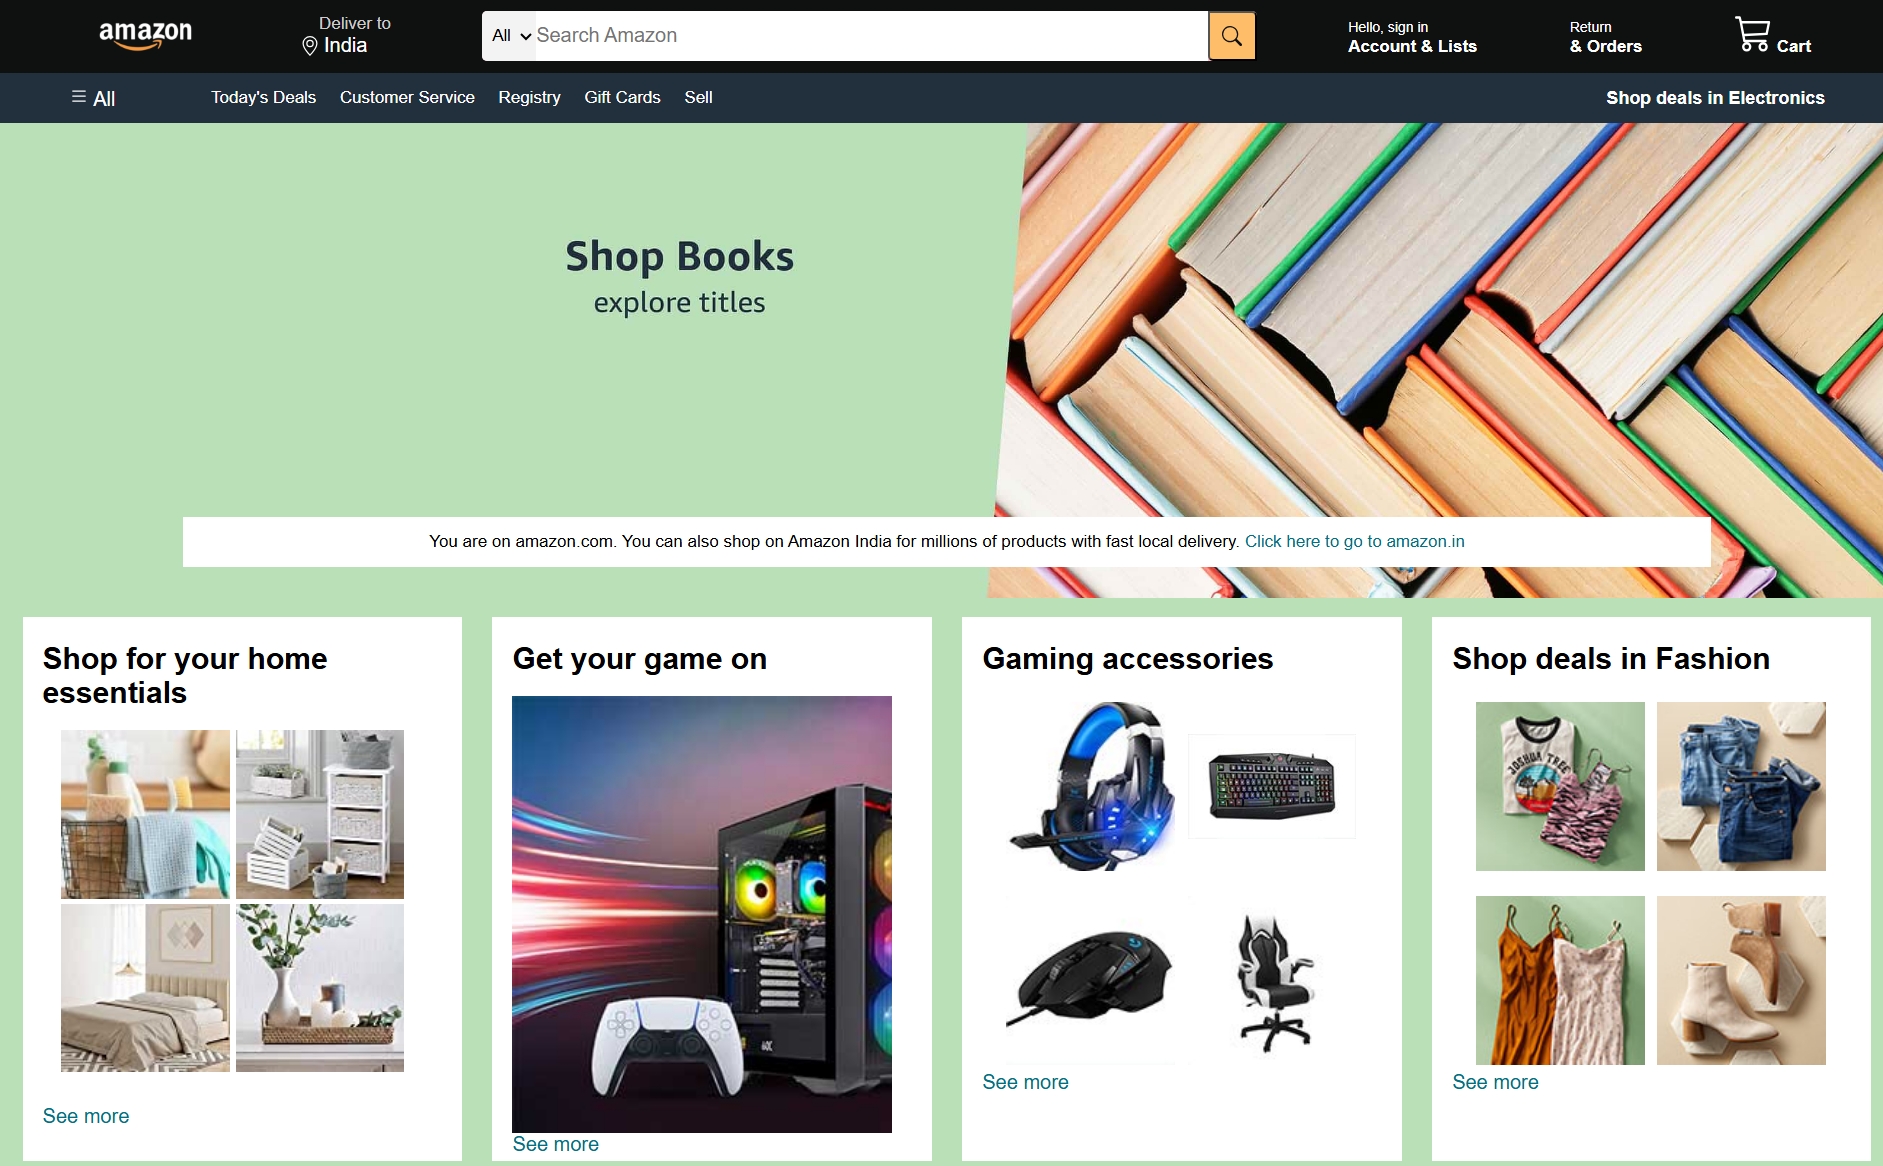 amazon
Deliver to
India
All
Search Amazon
Hello, sign in
Account & Lists
Return
& Orders
Cart
All
Today's Deals
Customer Service
Registry
Gift Cards
Sell
Shop deals in Electronics
Shop Books
explore titles
You are on amazon.com. You can also shop on Amazon India for millions of products with fast local delivery. Click here to go to amazon.in
Shop for your home
essentials
See more
Get your game on
See more
Gaming accessories
See more
Shop deals in Fashion
JOSHUA TREE
See more